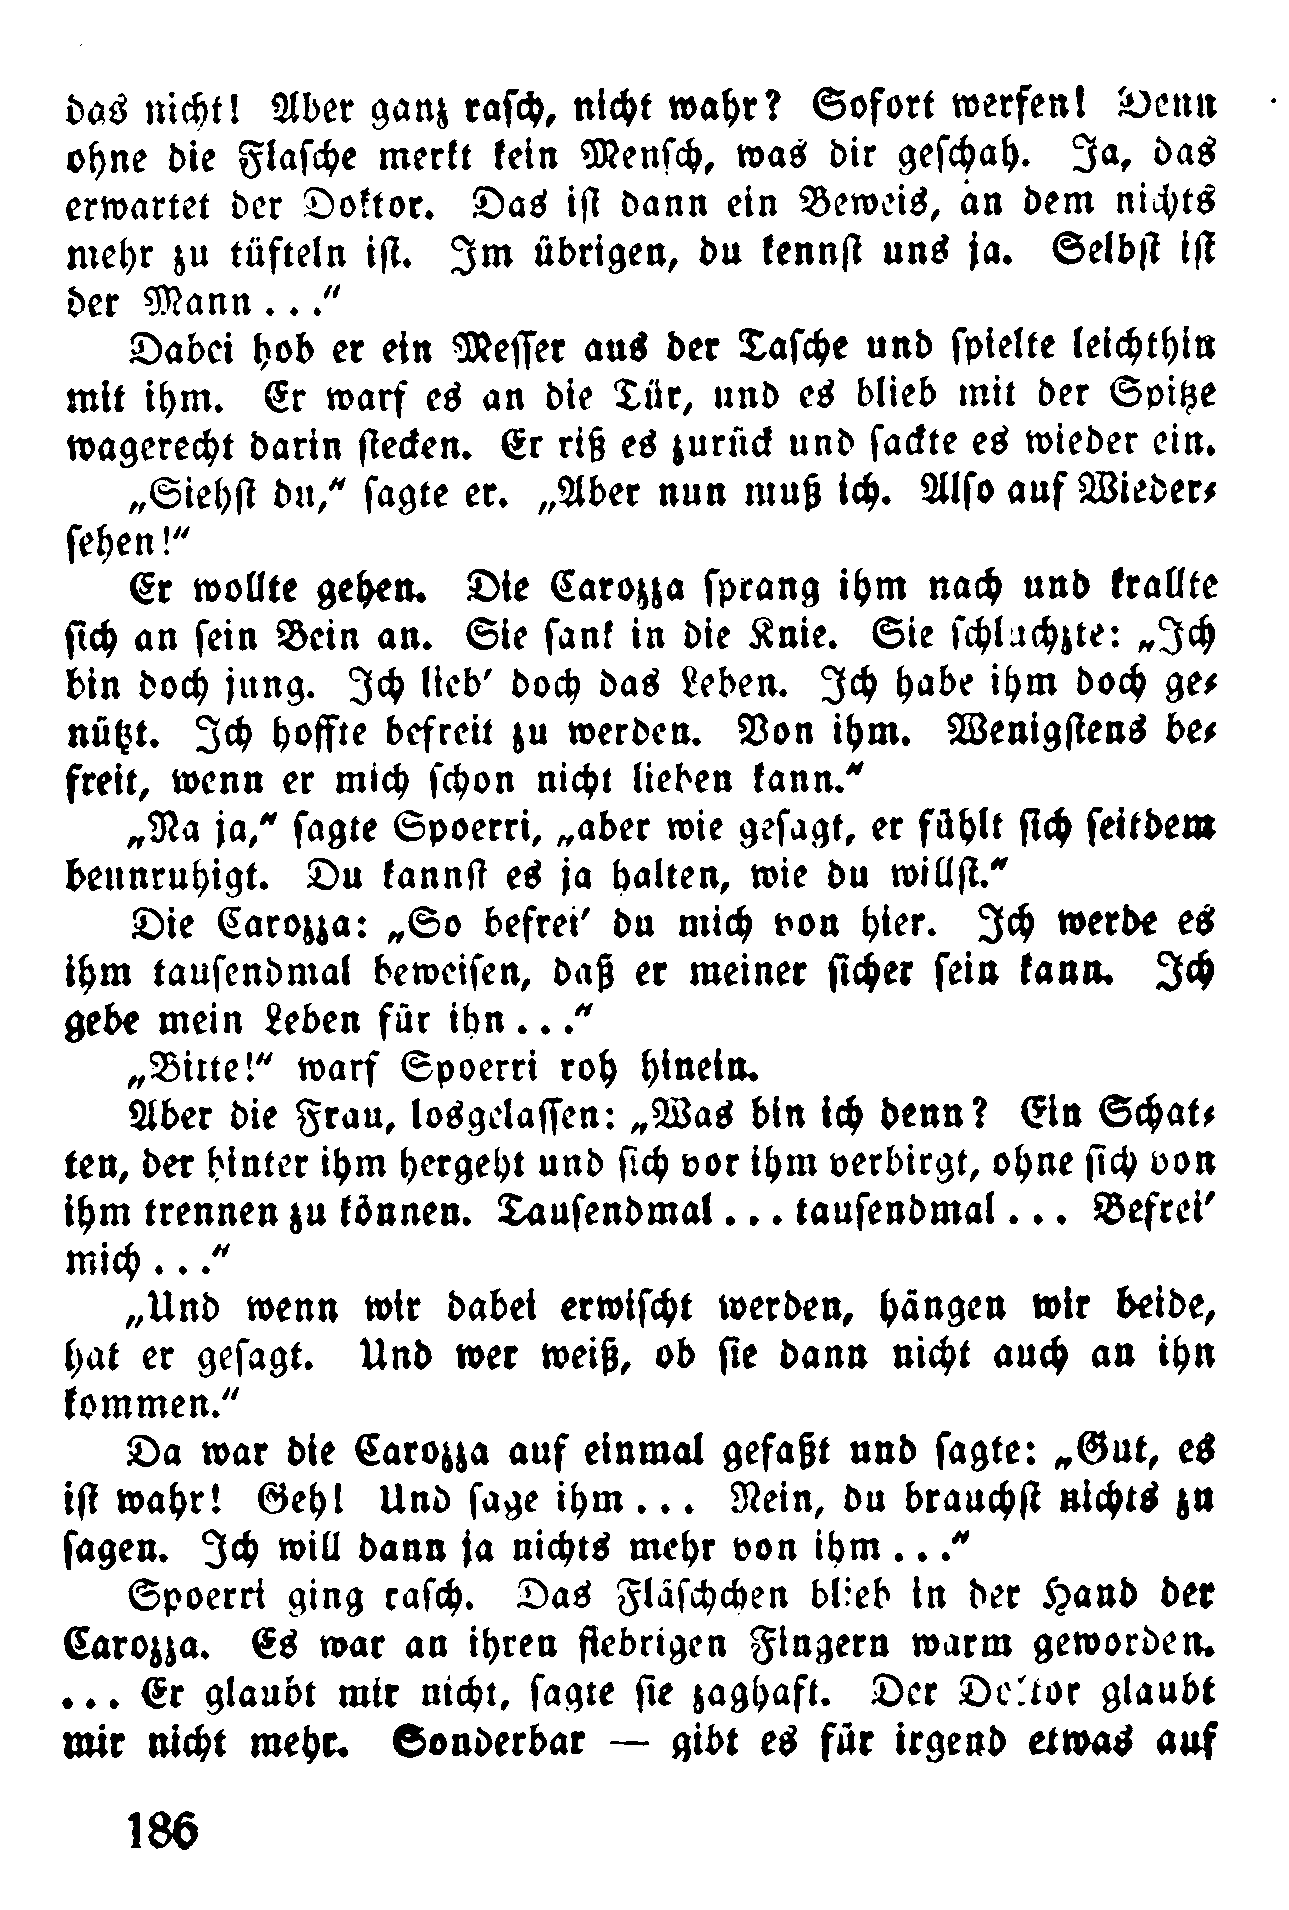 das nicht! Aber ganz rasch, nicht wahr? Sofort werfen! Denn
ohne die Flasche merkt kein Mensch, was dir geschah. Ja, das
erwartet der Doktor. Das ist dann ein Beweis, an dem nichts
mehr zu tüfteln ist. Im übrigen, du kennst uns ja. Selbst ist
der Mann . . .“
Dabei hob er ein Messer aus der Tasche und spielte leichthin
mit ihm. Er warf es an die Tür, und es blieb mit der Spitze
wagerecht darin stecken. Er riß es zurück und sackte es wieder ein.
„Siehst du,“ sagte er. „Aber nun muß ich. Also auf Wieder-
sehen!“
Er wollte gehen. Die Carozza sprang ihm nach und krallte
sich an sein Bein an. Sie sank in die Knie. Sie schluchzte: „Ich
bin doch jung. Ich lieb' doch das Leben. Ich habe ihm doch ge-
nützt. Ich hoffte befreit zu werden. Von ihm. Wenigstens be-
freit, wenn er mich schon nicht lieben kann.“
„Na ja,“ sagte Spoerri, „aber wie gesagt, er fühlt sich seitdem
beunruhigt. Du kannst es ja halten, wie du willst.“
Die Carozza: „So befrei' du mich von hier. Ich werde es
ihm tausendmal beweisen, daß er meiner sicher sein kann. Ich
gebe mein Leben für ihn . . .“
„Bitte!“ warf Spoerri roh hinein.
Aber die Frau, losgelassen: „Was bin ich denn? Ein Schat-
ten, der hinter ihm hergeht und sich vor ihm verbirgt, ohne sich von
ihm trennen zu können. Tausendmal . . . tausendmal . . . Befrei'
mich . . .“
„Und wenn wir dabei erwischt werden, hängen wir beide,
hat er gesagt. Und wer weiß, ob sie dann nicht auch an ihn
kommen.“
Da war die Carozza auf einmal gefaßt und sagte: „Gut, es
ist wahr! Geh! Und sage ihm . . . Nein, du brauchst nichts zu
sagen. Ich will dann ja nichts mehr von ihm . . .“
Spoerri ging rasch. Das Fläschchen blieb in der Hand der
Carozza. Es war an ihren fiebrigen Fingern warm geworden.
. . . Er glaubt mir nicht, sagte sie zaghaft. Der Doktor glaubt
mir nicht mehr. Sonderbar — gibt es für irgend etwas auf
186